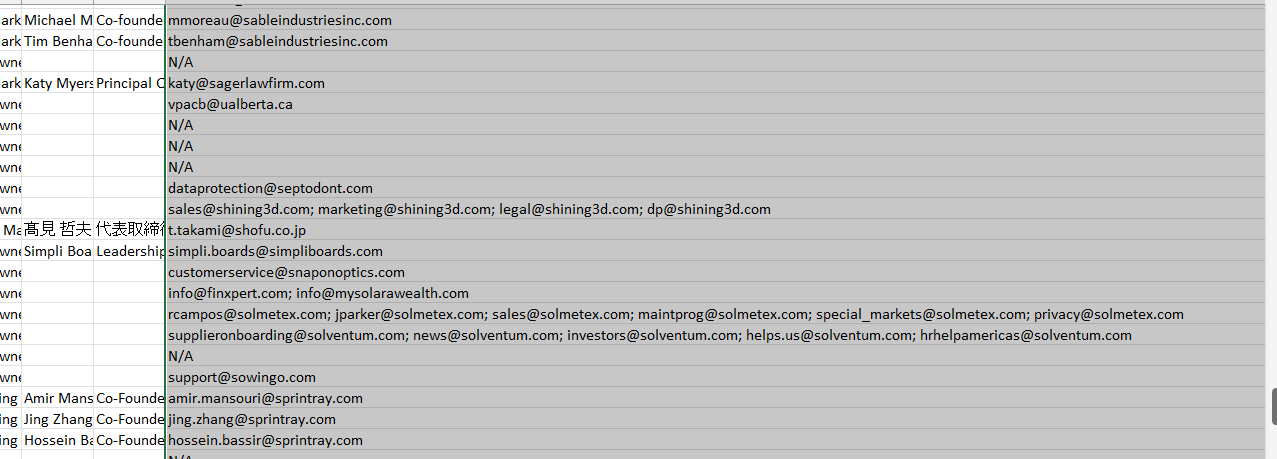 ark Michael M Co-founde mmoreau@sableindustriesinc.com
ark Tim Benha Co-founde tbenham@sableindustriesinc.com
wne N/A
ark Katy Myers Principal C katy@sagerlawfirm.com
wne vpacb@ualberta.ca
wne N/A
wne N/A
wne N/A
wne dataprotection@septodont.com
wne sales@shining3d.com; marketing@shining3d.com; legal@shining3d.com; dp@shining3d.com
Ma 髙見 哲夫 代表取締役 t.takami@shofu.co.jp
wne Simpli Boa Leadership simpli.boards@simpliboards.com
wne customerservice@snaponoptics.com
wne info@finxpert.com; info@mysolarawealth.com
wne rcampos@solmetex.com; jparker@solmetex.com; sales@solmetex.com; maintprog@solmetex.com; special_markets@solmetex.com; privacy@solmetex.com
wne supplieronboarding@solventum.com; news@solventum.com; investors@solventum.com; helps.us@solventum.com; hrhelpamericas@solventum.com
wne N/A
wne support@sowingo.com
ing Amir Mans Co-Founde amir.mansouri@sprintray.com
ing Jing Zhang Co-Founde jing.zhang@sprintray.com
ing Hossein Ba Co-Founde hossein.bassir@sprintray.com
N/A